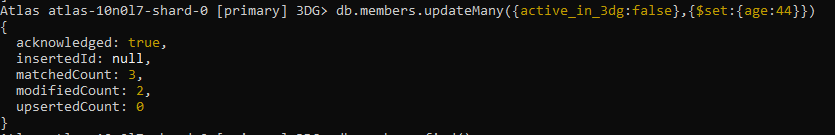 Atlas atlas-10n0l7-shard-0 [primary] 3DG> db.members.updateMany({active_in_3dg:false},{$set:{age:44}})
{
  acknowledged: true,
  insertedId: null,
  matchedCount: 3,
  modifiedCount: 2,
  upsertedCount: 0
}